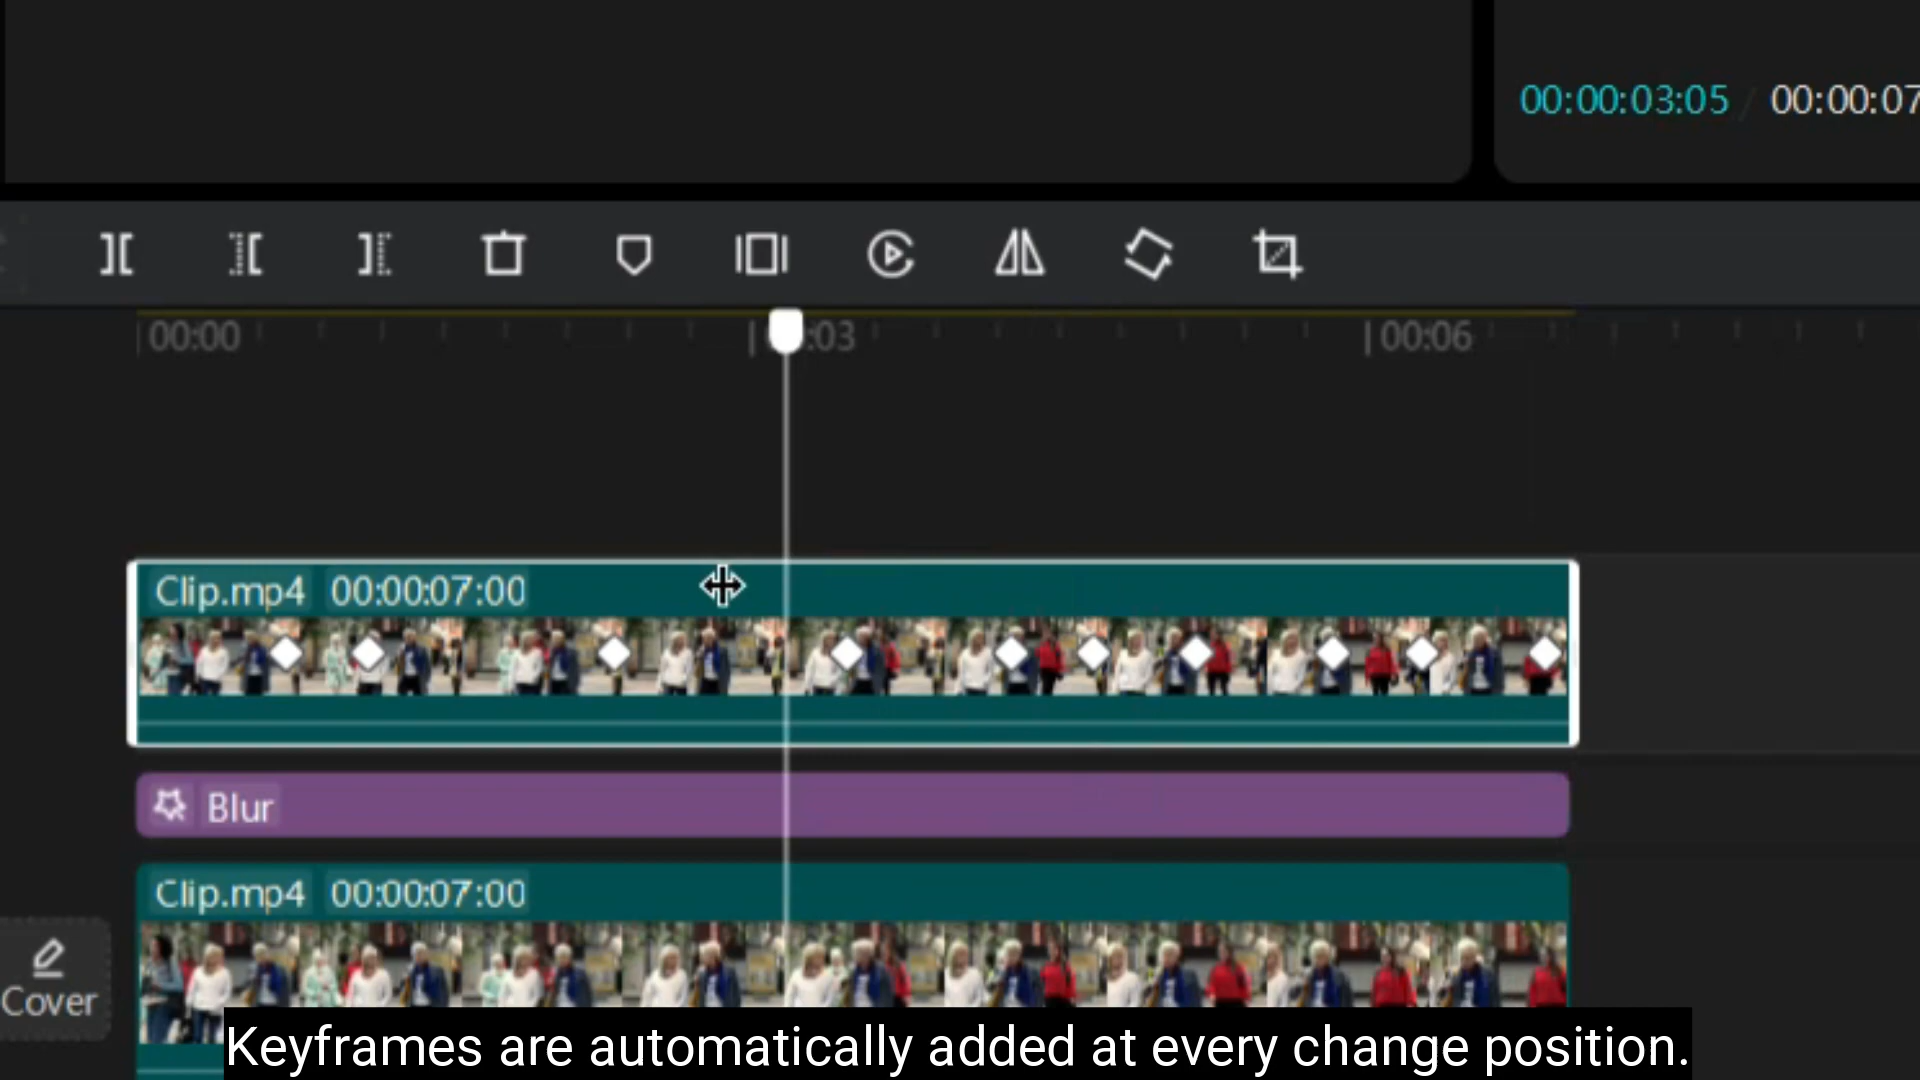 00:00:03:05 / 00:00:07
00:00 :03 00:06
Clip.mp4 00:00:07:00
Blur
Clip.mp4 00:00:07:00
Cover
Keyframes are automatically added at every change position.